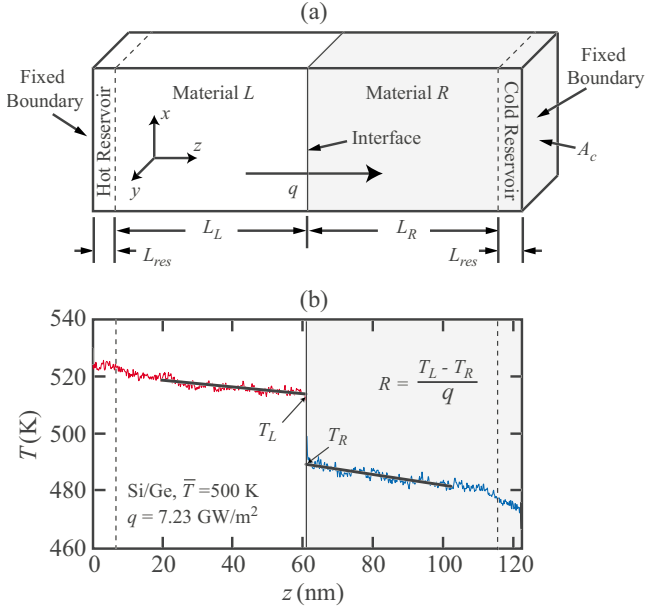 (a)
Fixed
Boundary
Hot Reservoir
Material L
Material R
Cold Reservoir
Fixed
Boundary
x
z
y
Interface
q
A_c
L_L
L_R
L_res
L_res
(b)
T(K)
540
520
500
480
460
R = (T_L - T_R) / q
T_L
T_R
Si/Ge, T̅ =500 K
q = 7.23 GW/m²
0 20 40 60 80 100 120
z (nm)